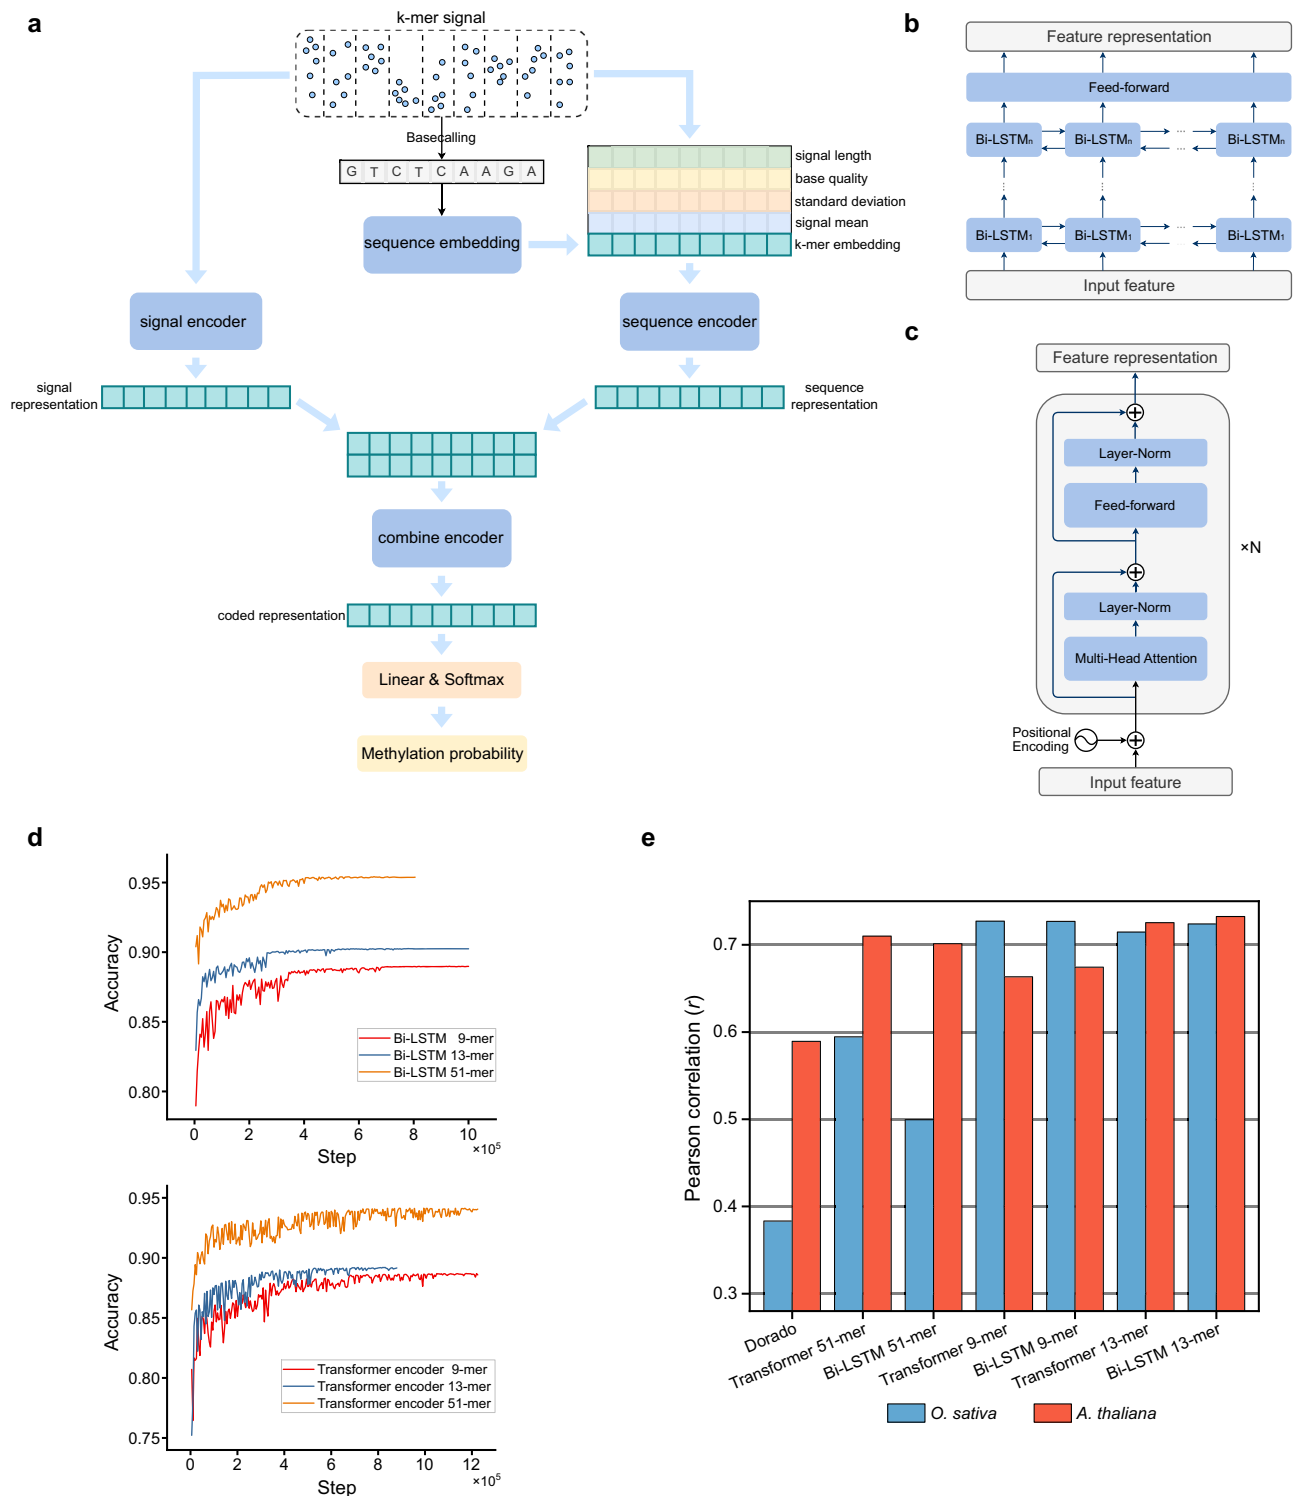 a
k-mer signal
Basecalling
G T C T C A A G A
sequence embedding
signal length
base quality
standard deviation
signal mean
k-mer embedding
signal encoder
sequence encoder
signal
representation
sequence
representation
combine encoder
coded representation
Linear & Softmax
Methylation probability
b
Feature representation
Feed-forward
Bi-LSTMn Bi-LSTMn ... Bi-LSTMn
Bi-LSTM1 Bi-LSTM1 ... Bi-LSTM1
Input feature
c
Feature representation
Layer-Norm
Feed-forward
×N
Layer-Norm
Multi-Head Attention
Positional
Encoding
Input feature
d
Accuracy
0.95
0.90
0.85
0.80
Bi-LSTM 9-mer
Bi-LSTM 13-mer
Bi-LSTM 51-mer
0 2 4 6 8 10
×10⁵
Step
Accuracy
0.95
0.90
0.85
0.80
0.75
Transformer encoder 9-mer
Transformer encoder 13-mer
Transformer encoder 51-mer
0 2 4 6 8 10 12
×10⁵
Step
e
Pearson correlation (r)
0.7
0.6
0.5
0.4
0.3
Dorado
Transformer 51-mer
Bi-LSTM 51-mer
Transformer 9-mer
Bi-LSTM 9-mer
Transformer 13-mer
Bi-LSTM 13-mer
O. sativa
A. thaliana